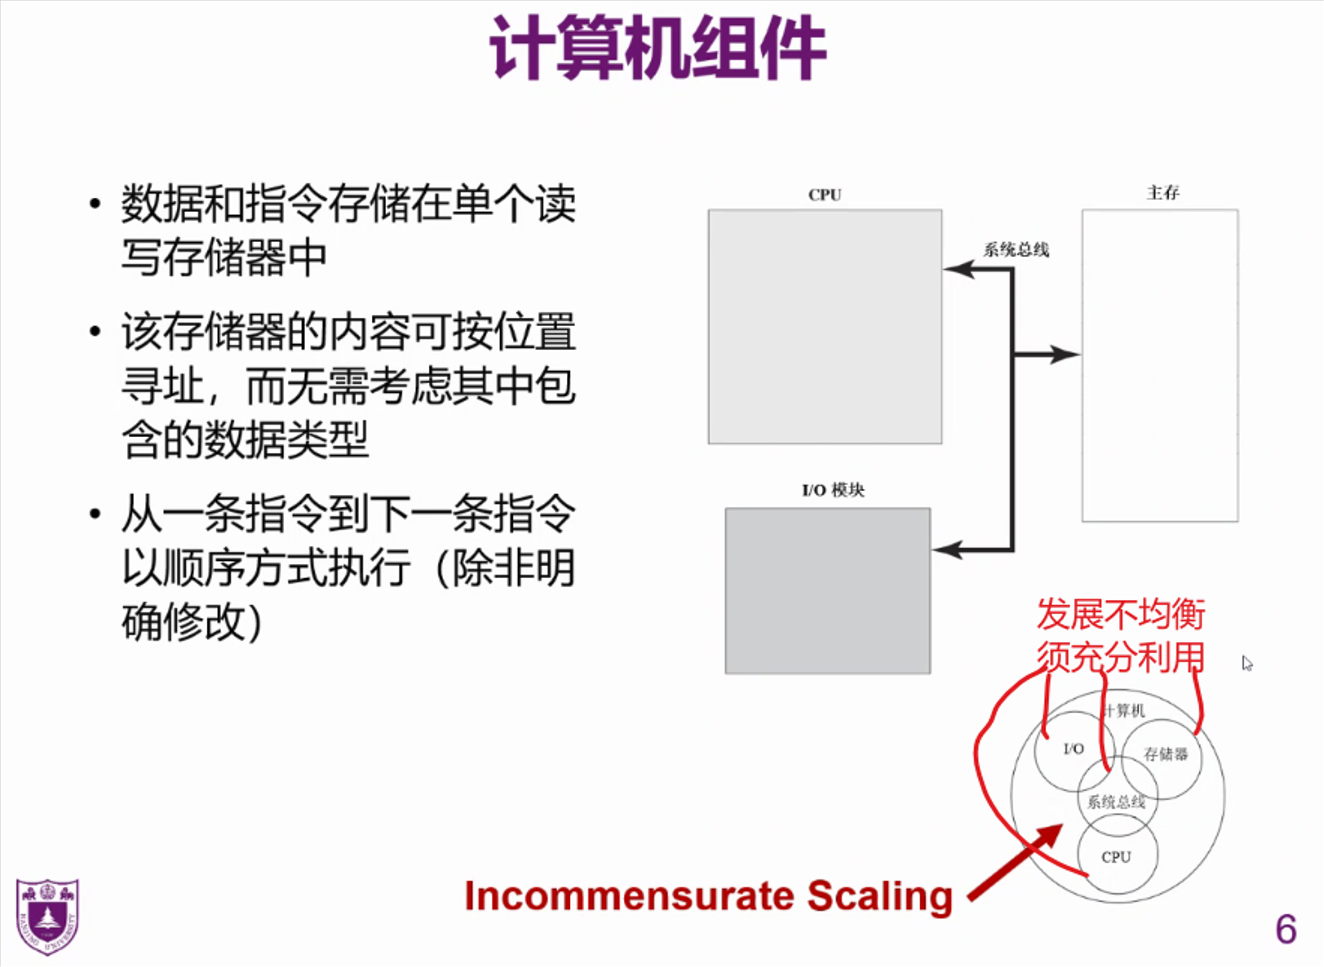 计算机组件
• 数据和指令存储在单个读
写存储器中
• 该存储器的内容可按位置
寻址，而无需考虑其中包
含的数据类型
• 从一条指令到下一条指令
以顺序方式执行（除非明
确修改）
CPU
主存
系统总线
I/O 模块
发展不均衡
须充分利用
计算机
I/O
存储器
系统总线
CPU
Incommensurate Scaling
NANJING UNIVERSITY
6